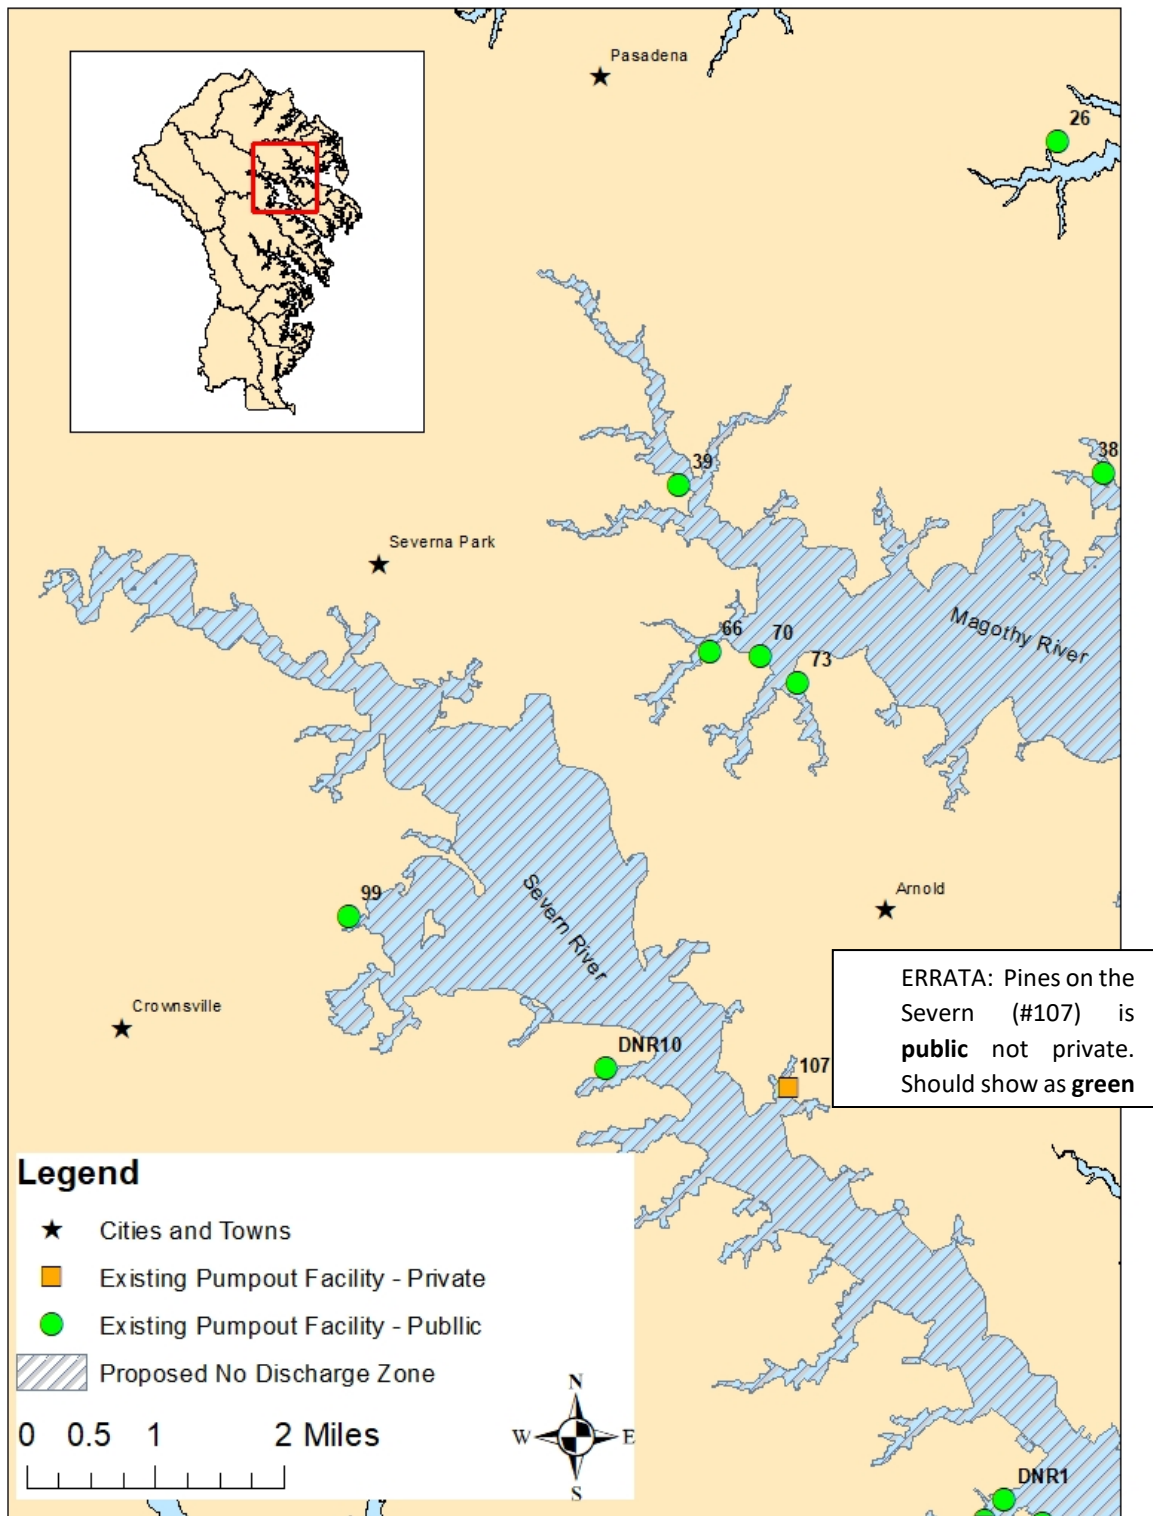 Pasadena
26
39
38
Severna Park
66
70
73
Magothy River
99
Severn River
Arnold
Crownsville
ERRATA: Pines on the
Severn (#107) is
public not private.
Should show as green
DNR10
107
Legend
Cities and Towns
Existing Pumpout Facility - Private
Existing Pumpout Facility - Publlic
Proposed No Discharge Zone
0 0.5 1 2 Miles
N
W E
S
DNR1